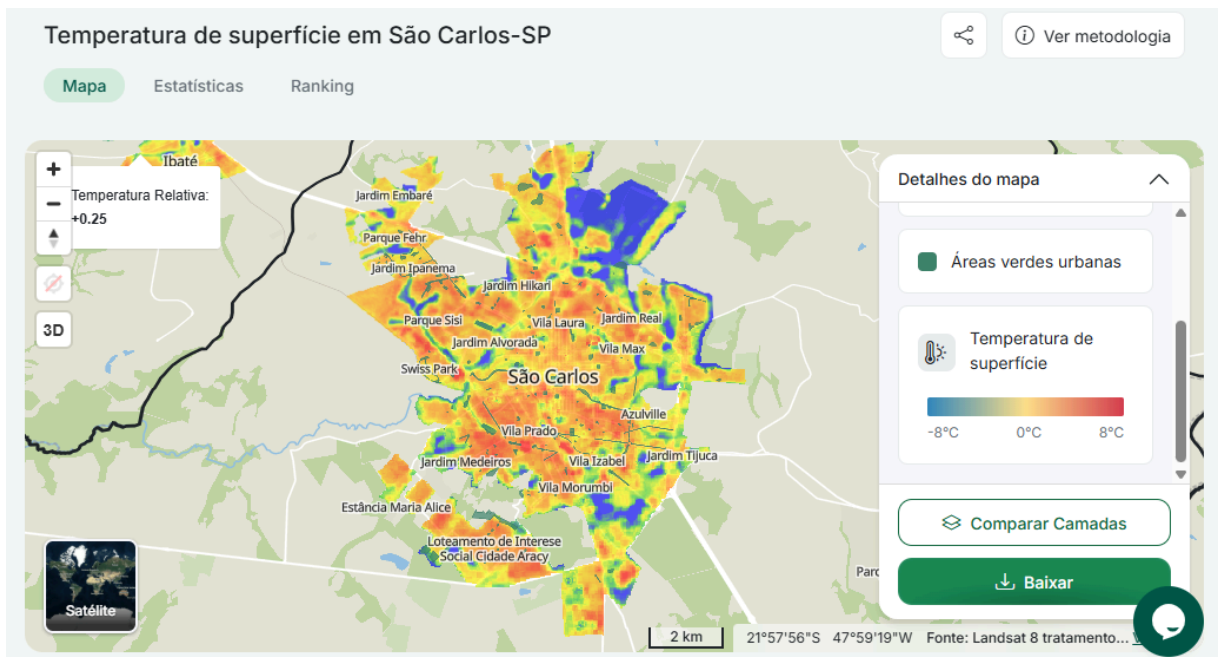 Temperatura de superfície em São Carlos-SP
Ver metodologia
Mapa
Estatísticas
Ranking
Ibaté
Temperatura Relativa:
+0.25
3D
Jardim Embaré
Parque Fehr
Jardim Ipanema
Jardim Hikari
Parque Sisi
Vila Laura
Jardim Real
Jardim Alvorada
Vila Max
Swiss Park
São Carlos
Azulville
Vila Prado
Jardim Medeiros
Vila Izabel
Jardim Tijuca
Vila Morumbi
Estância Maria Alice
Loteamento de Interese
Social Cidade Aracy
Parc
Detalhes do mapa
Áreas verdes urbanas
Temperatura de
superfície
-8°C 0°C 8°C
Comparar Camadas
Baixar
Satélite
2 km
21°57'56"S 47°59'19"W Fonte: Landsat 8 tratamento...